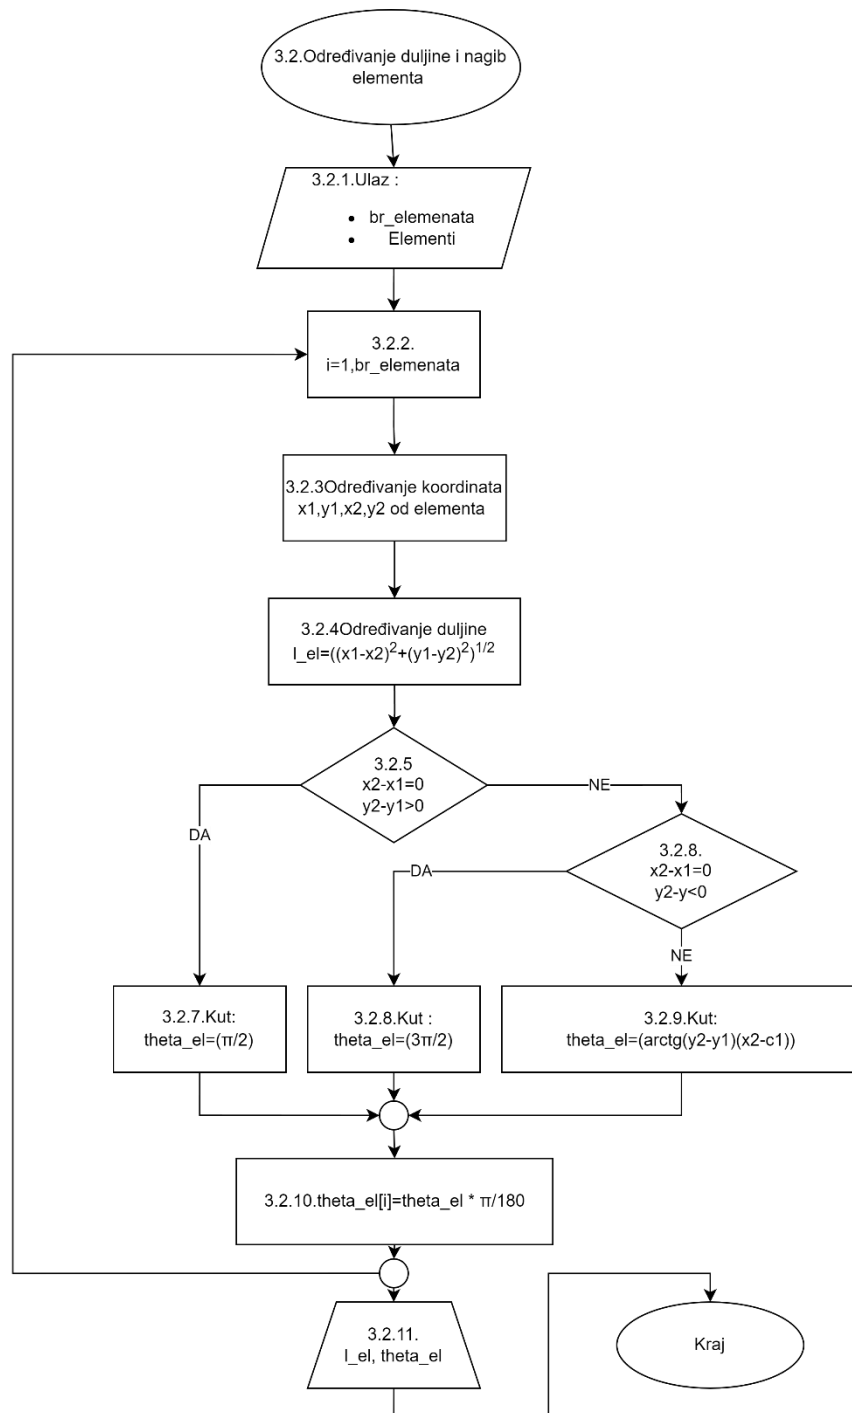 3.2.Određivanje duljine i nagib
elementa
3.2.1.Ulaz :
• br_elemenata
• Elementi
3.2.2.
i=1,br_elemenata
3.2.3Određivanje koordinata
x1,y1,x2,y2 od elementa
3.2.4Određivanje duljine
l_el=((x1-x2)²+(y1-y2)²)^1/2
3.2.5
x2-x1=0
y2-y1>0
NE
DA
3.2.8.
x2-x1=0
y2-y<0
DA
NE
3.2.7.Kut:
theta_el=(π/2)
3.2.8.Kut :
theta_el=(3π/2)
3.2.9.Kut:
theta_el=(arctg(y2-y1)(x2-c1))
3.2.10.theta_el[i]=theta_el * π/180
3.2.11.
l_el, theta_el
Kraj